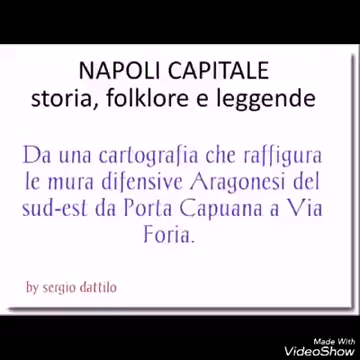 NAPOLI CAPITALE
storia, folklore e leggende
Da una cartografia che raffigura
le mura difensive Aragonesi del
sud-est da Porta Capuana a Via
Foria.
by sergio dattilo
Made With
VideoShow